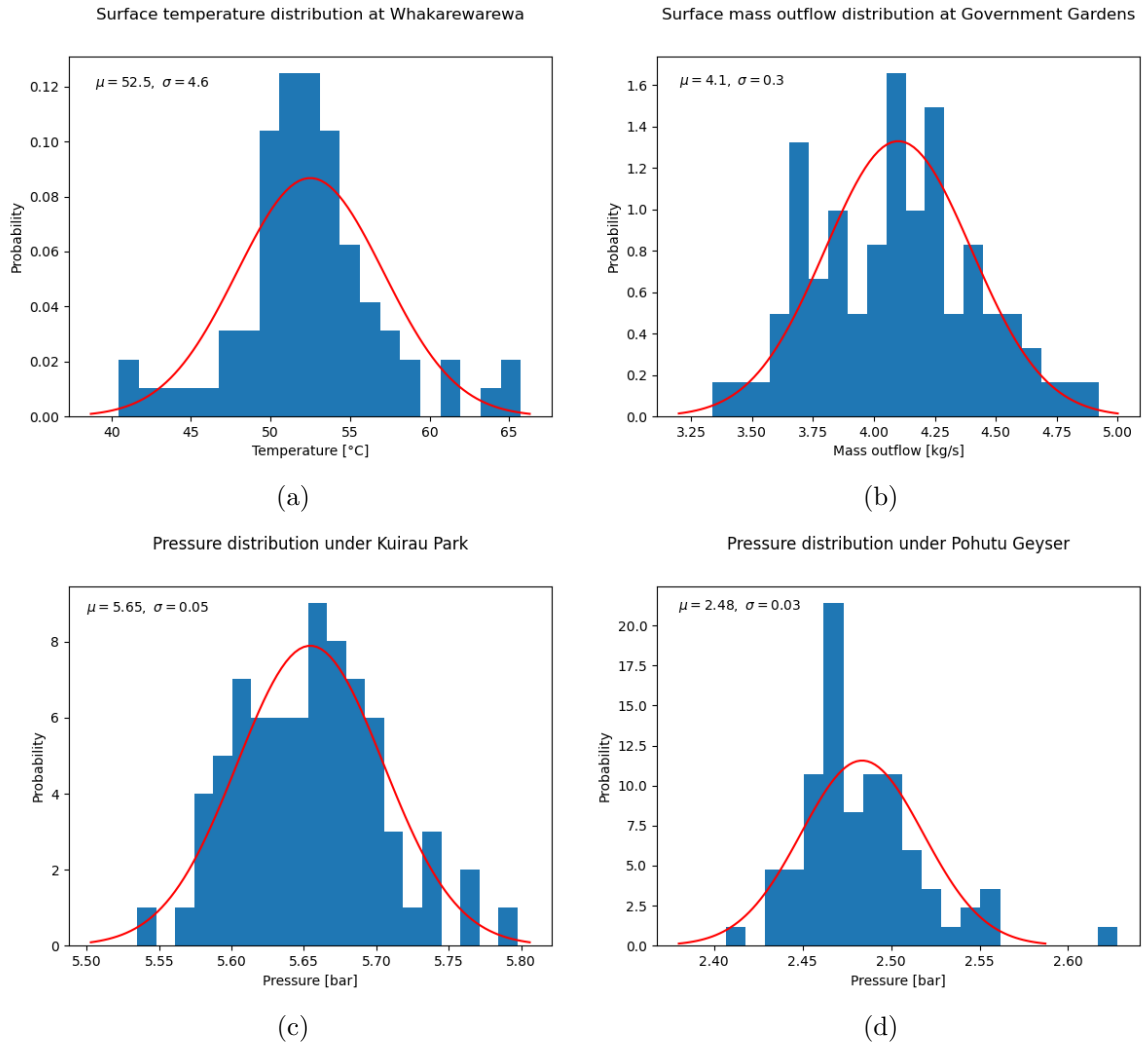 Surface temperature distribution at Whakarewarewa
μ = 52.5, σ = 4.6
Probability
0.12
0.10
0.08
0.06
0.04
0.02
0.00
40 45 50 55 60 65
Temperature [°C]
(a)
Surface mass outflow distribution at Government Gardens
μ = 4.1, σ = 0.3
Probability
1.6
1.4
1.2
1.0
0.8
0.6
0.4
0.2
0.0
3.25 3.50 3.75 4.00 4.25 4.50 4.75 5.00
Mass outflow [kg/s]
(b)
Pressure distribution under Kuirau Park
μ = 5.65, σ = 0.05
Probability
8
6
4
2
0
5.50 5.55 5.60 5.65 5.70 5.75 5.80
Pressure [bar]
(c)
Pressure distribution under Pohutu Geyser
μ = 2.48, σ = 0.03
Probability
20.0
17.5
15.0
12.5
10.0
7.5
5.0
2.5
0.0
2.40 2.45 2.50 2.55 2.60
Pressure [bar]
(d)